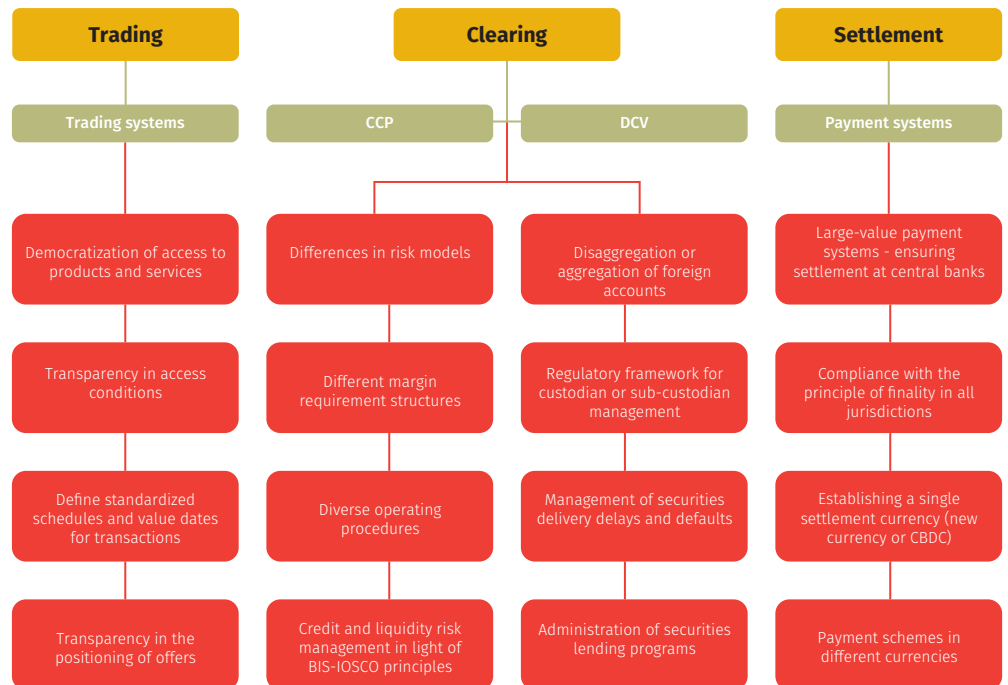 Trading
Clearing
Settlement
Trading systems
CCP
DCV
Payment systems
Democratization of access to
products and services
Differences in risk models
Disaggregation or
aggregation of foreign
accounts
Large-value payment
systems - ensuring
settlement at central banks
Transparency in access
conditions
Different margin
requirement structures
Regulatory framework for
custodian or sub-custodian
management
Compliance with the
principle of finality in all
jurisdictions
Define standardized
schedules and value dates
for transactions
Diverse operating
procedures
Management of securities
delivery delays and defaults
Establishing a single
settlement currency (new
currency or CBDC)
Transparency in the
positioning of offers
Credit and liquidity risk
management in light of
BIS-IOSCO principles
Administration of securities
lending programs
Payment schemes in
different currencies